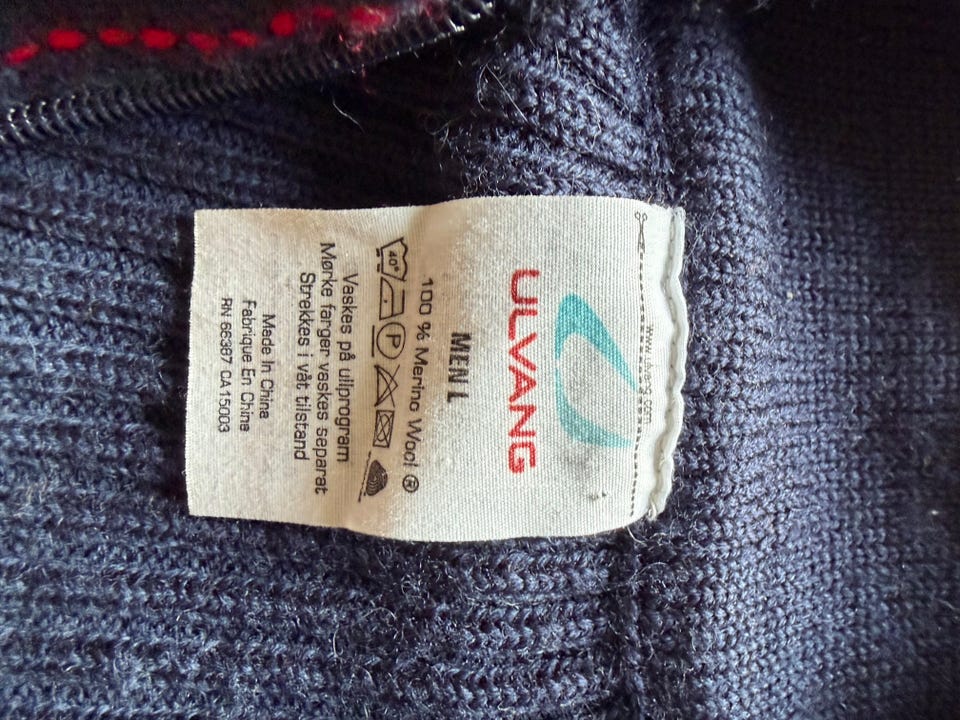 www.ulvang.com
ULVANG
MEN L
100 % Merino Wool ®
40° P
Vaskes på ullprogram
Mørke farger vaskes separat
Strekkes i våt tilstand
Made In China
Fabrique En Chine
RN 66387 CA 15003